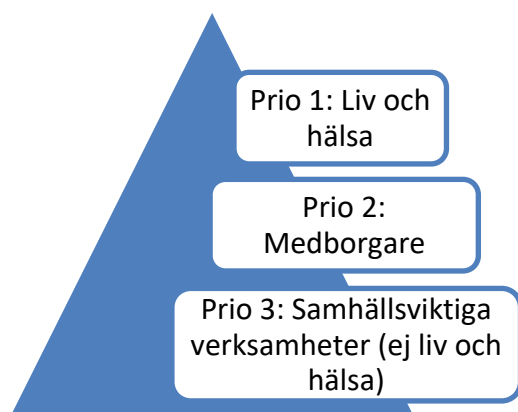 Prio 1: Liv och
hälsa
Prio 2:
Medborgare
Prio 3: Samhällsviktiga
verksamheter (ej liv och
hälsa)